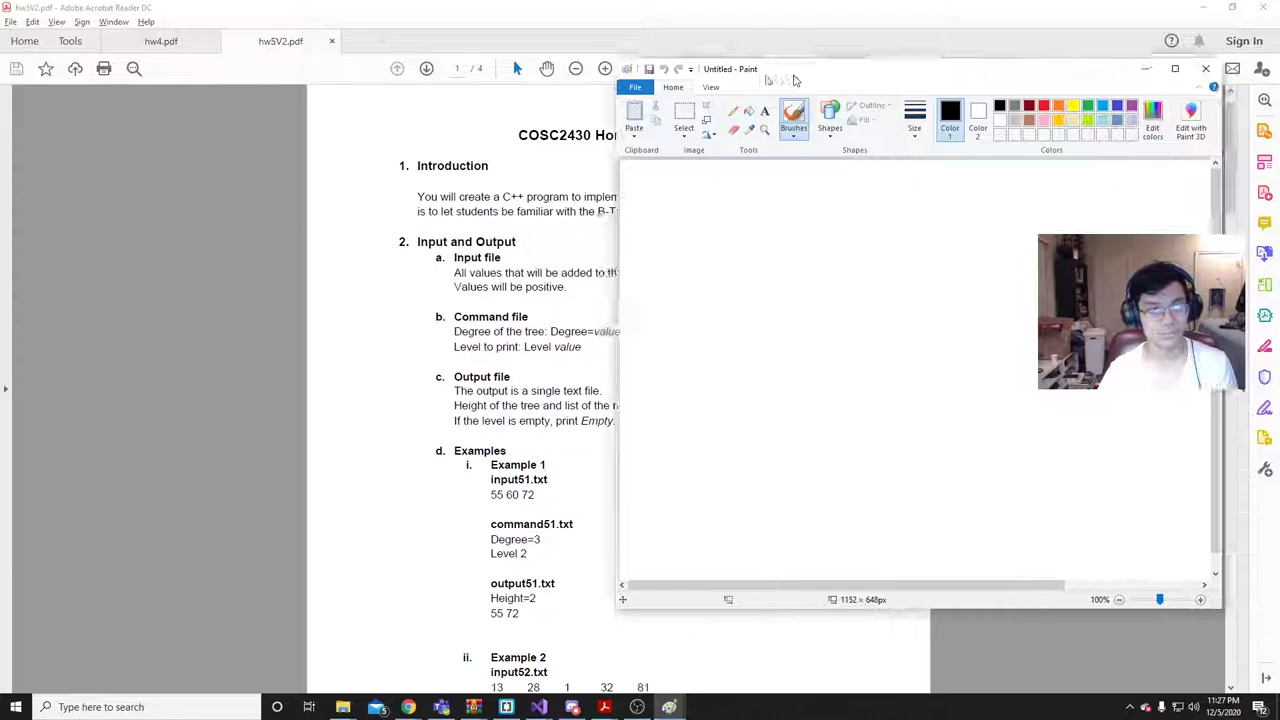 hw5V2.pdf - Adobe Acrobat Reader DC
File Edit View Sign Window Help
Home Tools hw4.pdf hw5V2.pdf × Sign In
1 / 4
Untitled - Paint
File Home View
Paste Select Brushes Shapes Outline Fill Size Color 1 Color 2 Edit colors Edit with Paint 3D
Clipboard Image Tools Shapes Colors
COSC2430
1. Introduction
You will create a C++ program to
is to let students be familiar with the
2. Input and Output
a. Input file
All values that will be added to
Values will be positive.
b. Command file
Degree of the tree: Degree=value
Level to print: Level value
c. Output file
The output is a single text file.
Height of the tree and list of the
If the level is empty, print Empty.
d. Examples
i. Example 1
input51.txt
55 60 72
command51.txt
Degree=3
Level 2
output51.txt
Height=2
55 72
ii. Example 2
input52.txt
13 28 1 32 81
1152 × 648px 100%
Type here to search
11:27 PM
12/5/2020